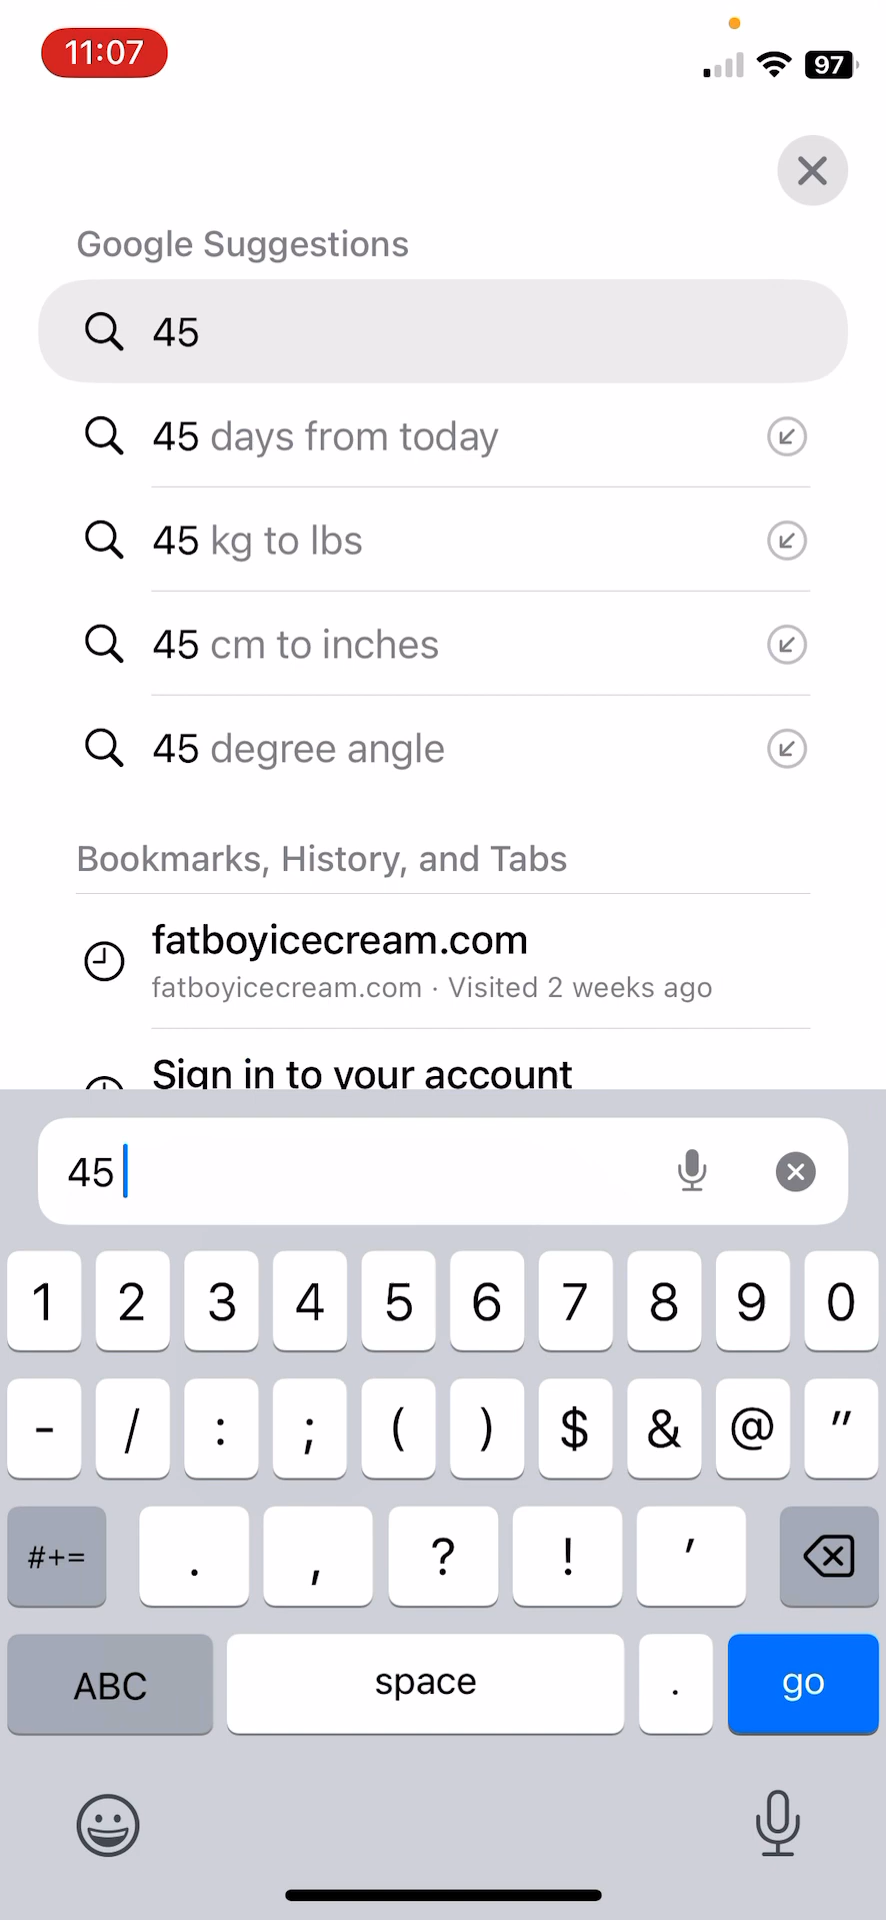 11:07
97
Google Suggestions
45
45 days from today
45 kg to lbs
45 cm to inches
45 degree angle
Bookmarks, History, and Tabs
fatboyicecream.com
fatboyicecream.com · Visited 2 weeks ago
Sign in to your account
45
1 2 3 4 5 6 7 8 9 0
- / : ; ( ) $ & @ "
#+= . , ? ! '
ABC space . go